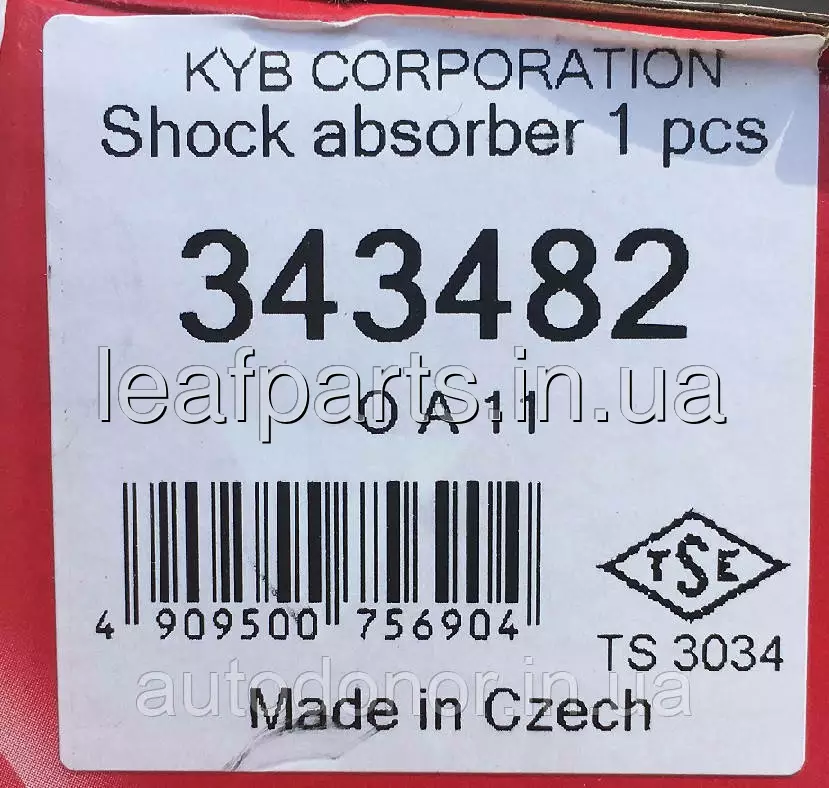 KYB CORPORATION
Shock absorber 1 pcs
343482
leafparts.in.ua
O A 11
4 909500 756904
TSE
TS 3034
autodonor.in.ua
Made in Czech